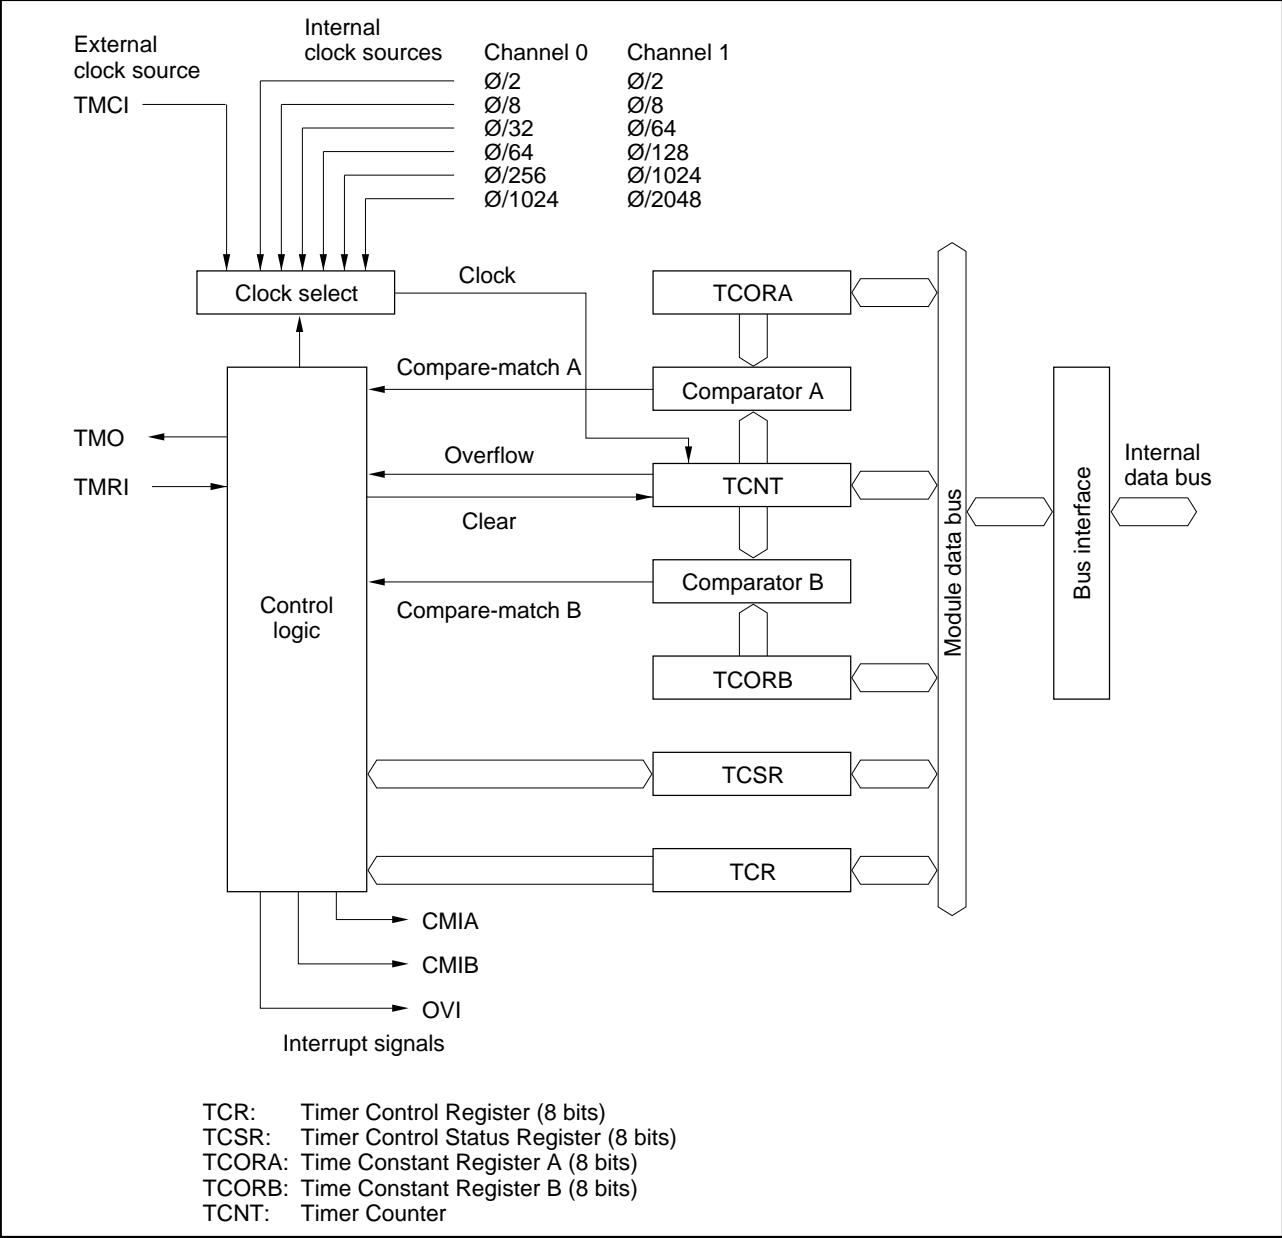 External
clock source
Internal
clock sources
Channel 0
Channel 1
TMCI
Ø/2
Ø/2
Ø/8
Ø/8
Ø/32
Ø/64
Ø/64
Ø/128
Ø/256
Ø/1024
Ø/1024
Ø/2048
Clock select
Clock
TCORA
Compare-match A
Comparator A
TMO
TMRI
Overflow
TCNT
Clear
Comparator B
Compare-match B
Control
logic
TCORB
Module data bus
Bus interface
Internal
data bus
TCSR
TCR
CMIA
CMIB
OVI
Interrupt signals
TCR: Timer Control Register (8 bits)
TCSR: Timer Control Status Register (8 bits)
TCORA: Time Constant Register A (8 bits)
TCORB: Time Constant Register B (8 bits)
TCNT: Timer Counter